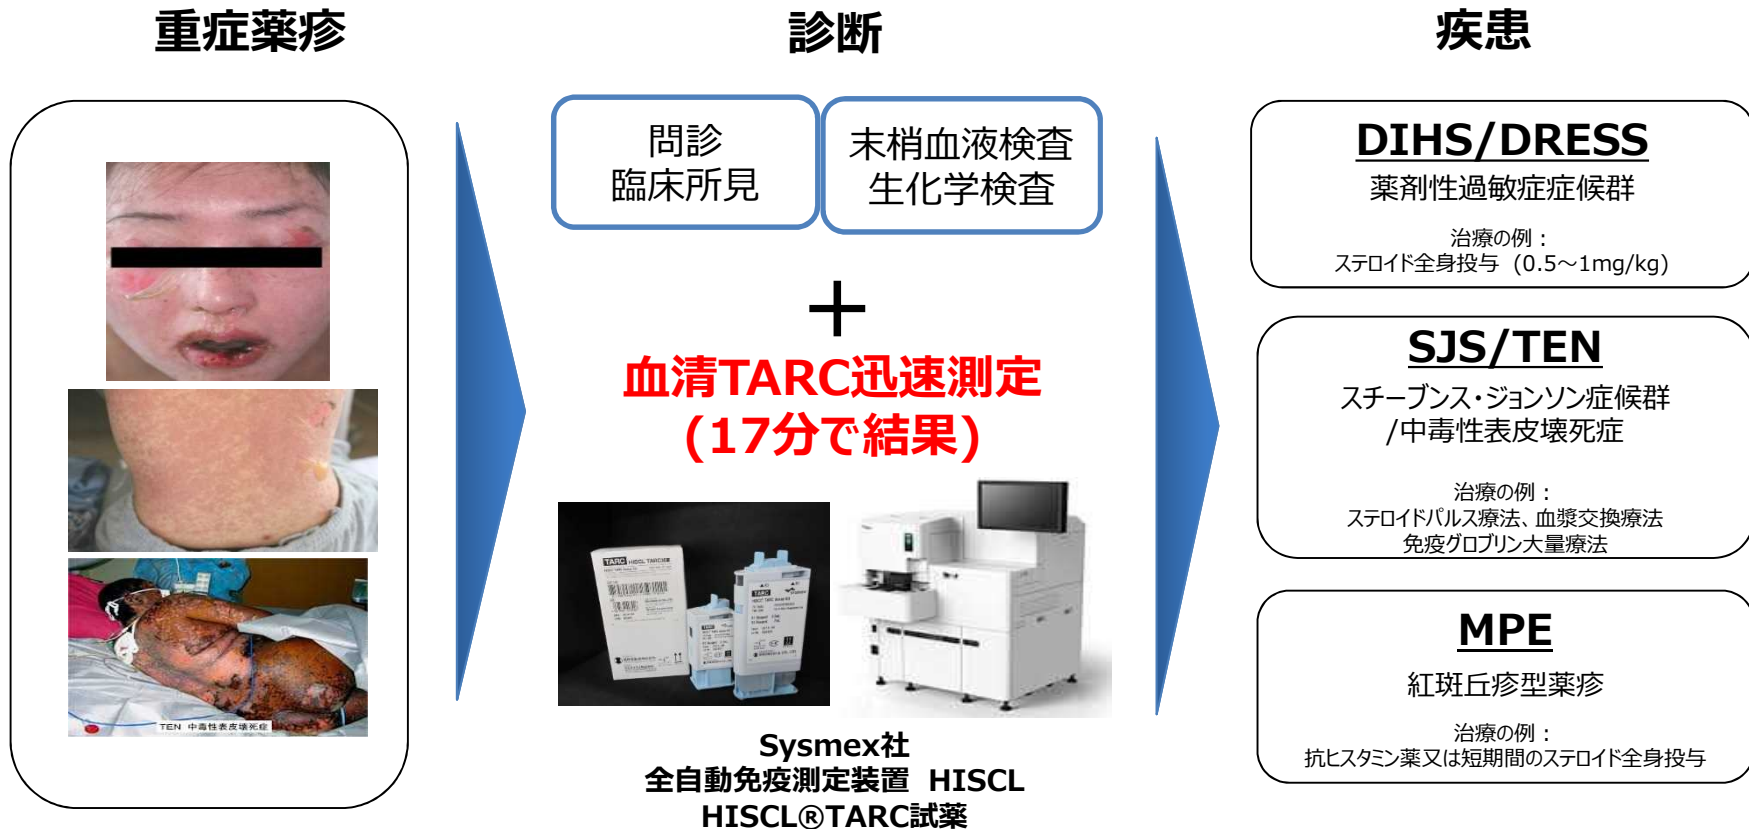 重症薬疹
診断
疾患
TEN 中毒性表皮壊死症
問診
臨床所見
末梢血液検査
生化学検査
＋
血清TARC迅速測定
(17分で結果)
TARC HISCL TARC試薬
TARC
TARC
Sysmex社
全自動免疫測定装置 HISCL
HISCL®TARC試薬
DIHS/DRESS
薬剤性過敏症症候群
治療の例：
ステロイド全身投与 (0.5～1mg/kg)
SJS/TEN
スチーブンス・ジョンソン症候群
/中毒性表皮壊死症
治療の例：
ステロイドパルス療法、血漿交換療法
免疫グロブリン大量療法
MPE
紅斑丘疹型薬疹
治療の例：
抗ヒスタミン薬又は短期間のステロイド全身投与